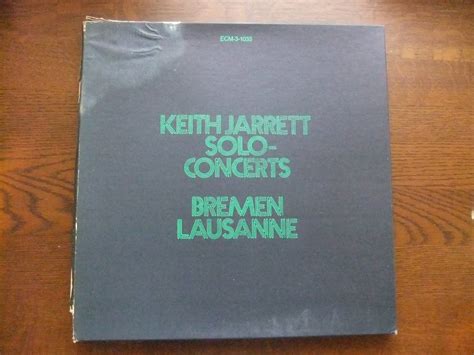 ECM-3-1035
KEITH JARRETT
SOLO-
CONCERTS
BREMEN
LAUSANNE